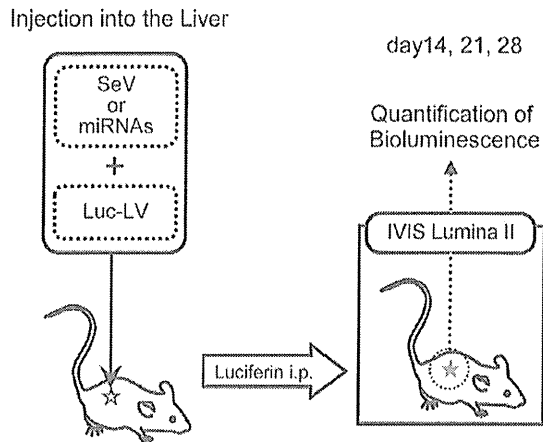 Injection into the Liver
SeV
or
miRNAs
+
Luc-LV
Luciferin i.p.
day14, 21, 28
Quantification of
Bioluminescence
IVIS Lumina II